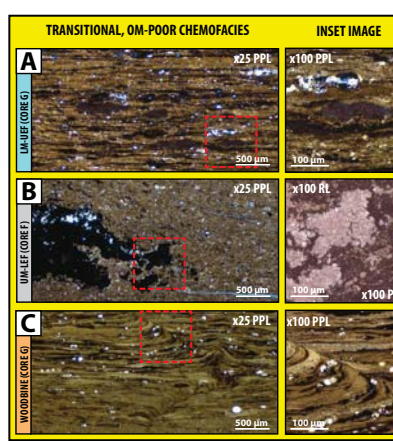 TRANSITIONAL, OM-POOR CHEMOFACIES
INSET IMAGE
A
x25 PPL
500 µm
x100 PPL
100 µm
LM-UEF (CORE G)
B
x25 PPL
500 µm
x100 RL
100 µm
x100 P
UM-LEF (CORE F)
C
x25 PPL
500 µm
x100 PPL
100 µm
WOODBINE (CORE G)